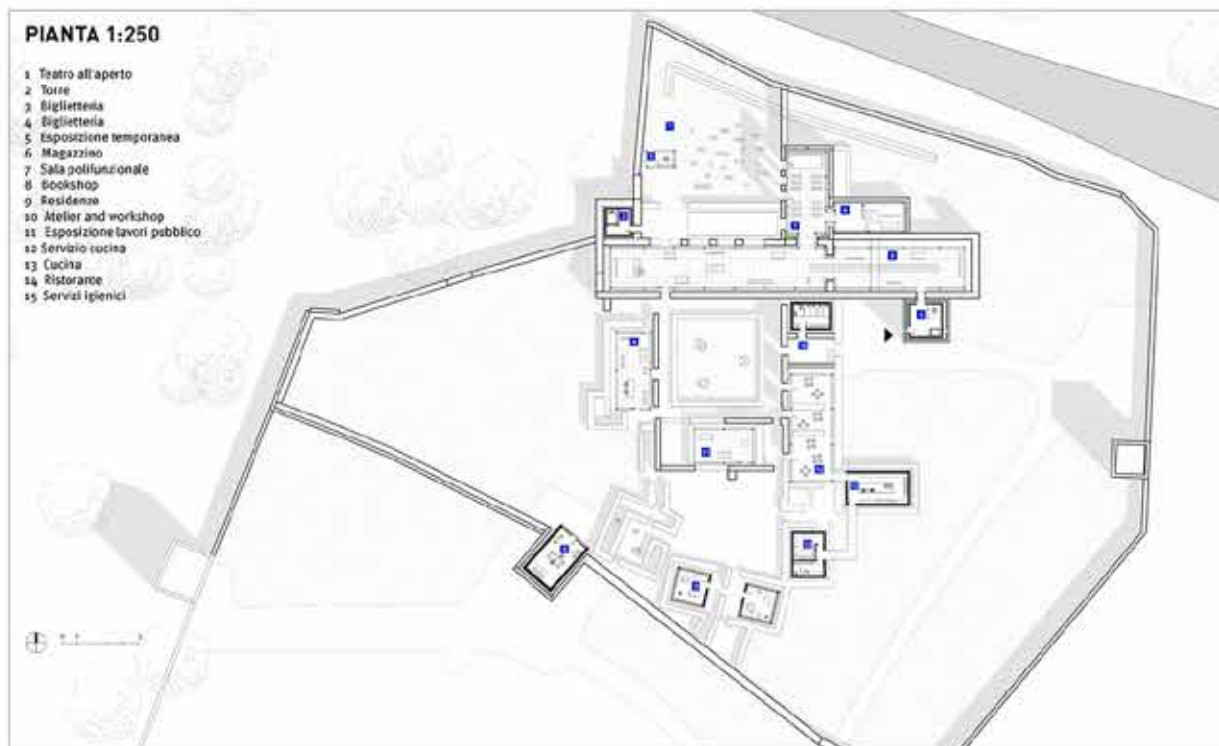 PIANTA 1:250
1 Teatro all'aperto
2 Torre
3 Biglietteria
4 Biglietteria
5 Esposizione temporanea
6 Magazzino
7 Sala polifunzionale
8 Bookshop
9 Residenze
10 Atelier and workshop
11 Esposizione lavori pubblico
12 Servizio cucina
13 Cucina
14 Ristorante
15 Servizi igienici